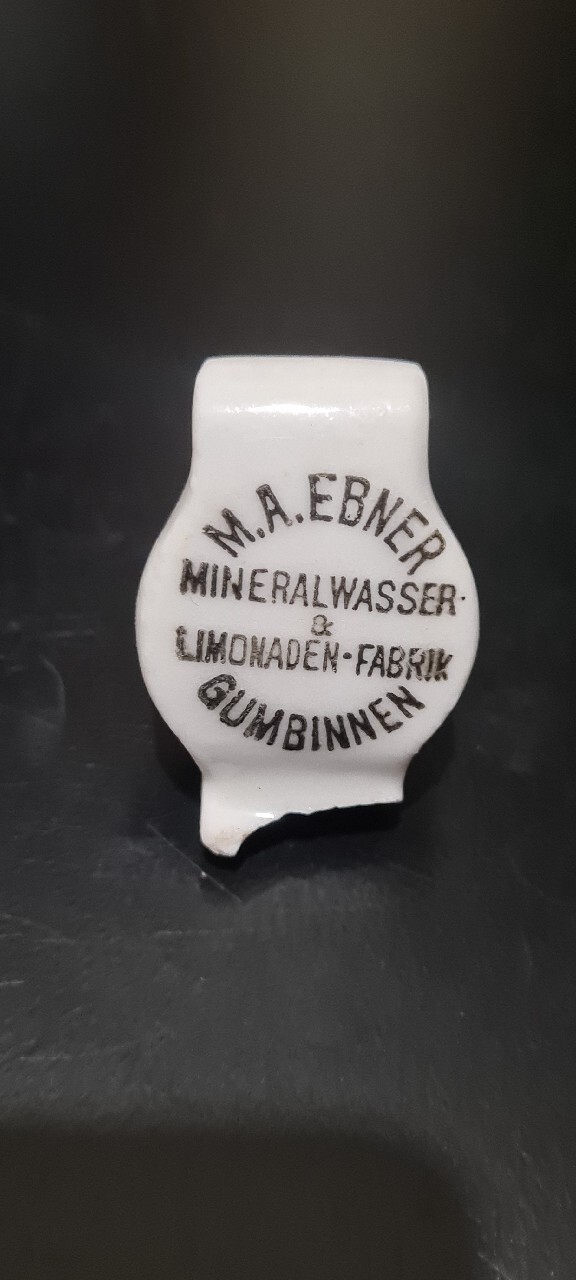 M.A.EBNER
MINERALWASSER-
&
LIMONADEN-FABRIK
GUMBINNEN